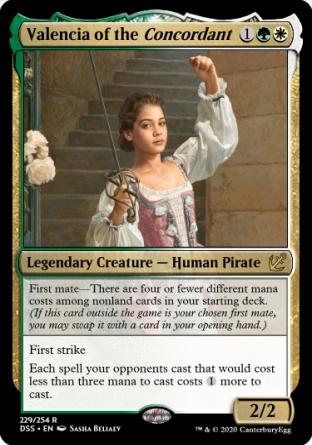 Valencia of the Concordant 1
Legendary Creature — Human Pirate
First mate—There are four or fewer different mana
costs among nonland cards in your starting deck.
(If this card outside the game is your chosen first mate,
you may swap it with a card in your opening hand.)
First strike
Each spell your opponents cast that would cost
less than three mana to cast costs 1 more to
cast.
2/2
229/254 R
DSS • EN SASHA BELIAEV
™ & © 2020 CanterburyEgg